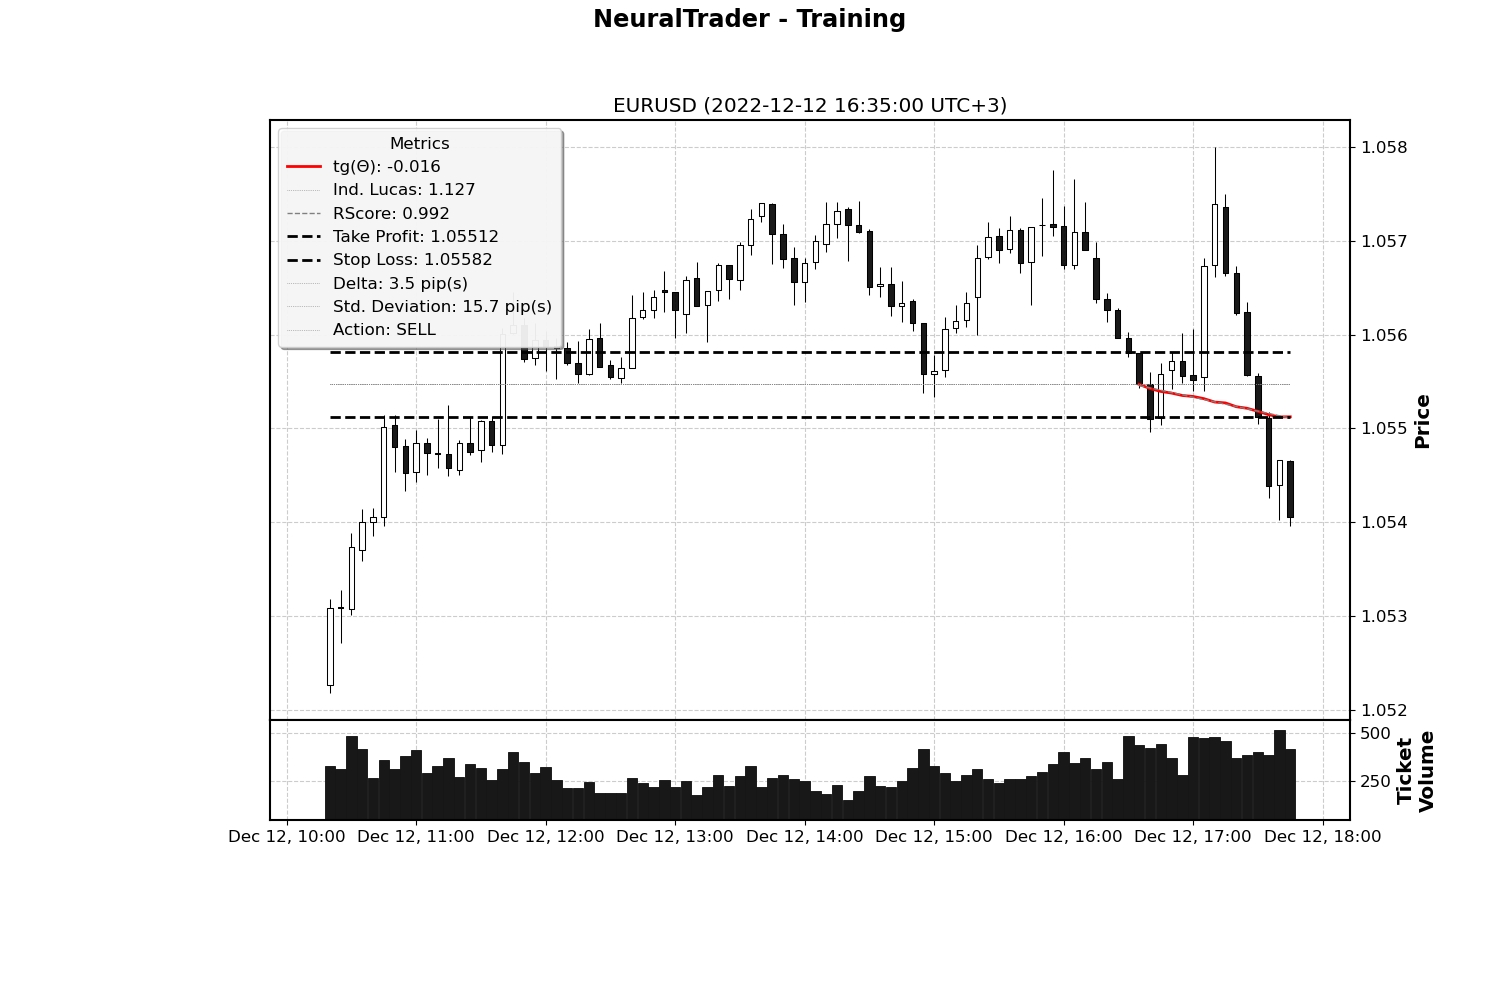 NeuralTrader - Training
EURUSD (2022-12-12 16:35:00 UTC+3)
Metrics
tg(Θ): -0.016
Ind. Lucas: 1.127
RScore: 0.992
Take Profit: 1.05512
Stop Loss: 1.05582
Delta: 3.5 pip(s)
Std. Deviation: 15.7 pip(s)
Action: SELL
1.058
1.057
1.056
1.055
1.054
1.053
1.052
Price
500
250
Ticket
Volume
Dec 12, 10:00 Dec 12, 11:00 Dec 12, 12:00 Dec 12, 13:00 Dec 12, 14:00 Dec 12, 15:00 Dec 12, 16:00 Dec 12, 17:00 Dec 12, 18:00